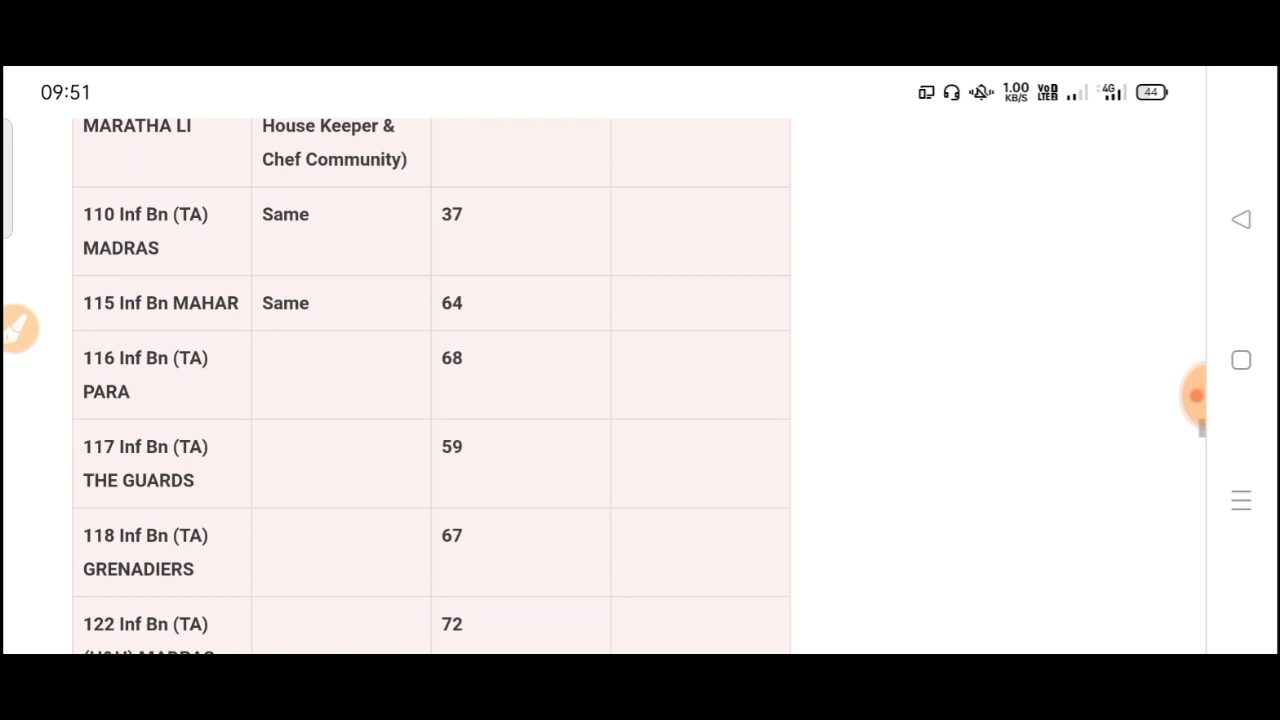 09:51
1.00
KB/S
4G
44
MARATHA LI
House Keeper &
Chef Community)
110 Inf Bn (TA)
MADRAS
Same
37
115 Inf Bn MAHAR
Same
64
116 Inf Bn (TA)
PARA
68
117 Inf Bn (TA)
THE GUARDS
59
118 Inf Bn (TA)
GRENADIERS
67
122 Inf Bn (TA)
72